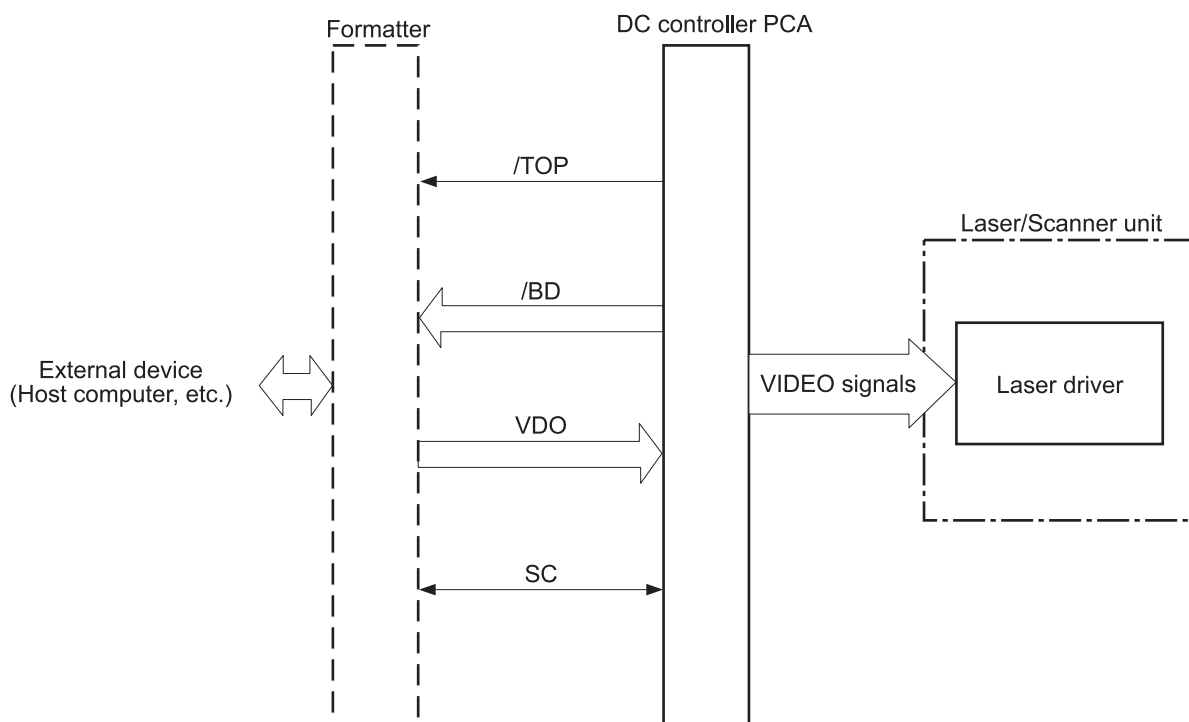 Formatter
DC controller PCA
/TOP
Laser/Scanner unit
/BD
External device
(Host computer, etc.)
VIDEO signals
Laser driver
VDO
SC